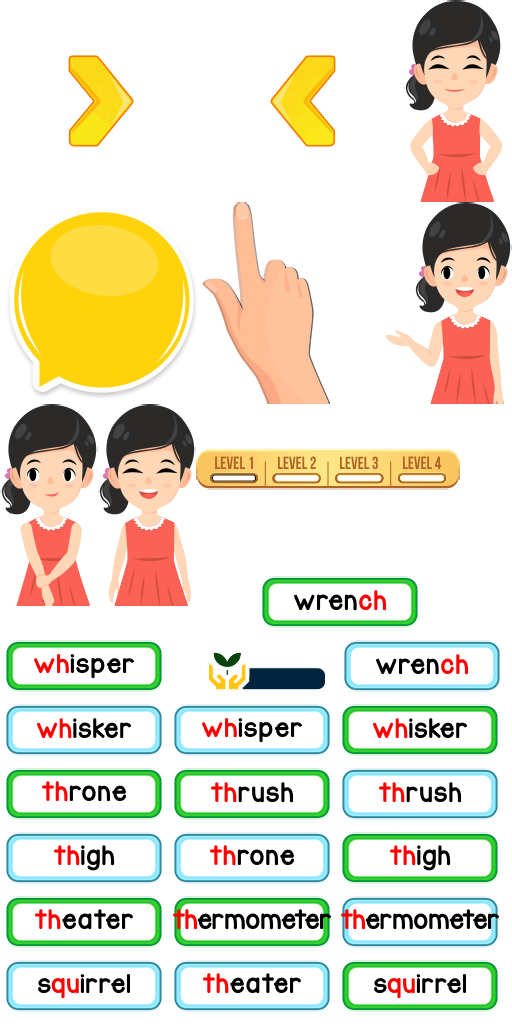 LEVEL 1 LEVEL 2 LEVEL 3 LEVEL 4
wrench
whisper
wrench
whisker
whisper
whisker
throne
thrush
thrush
thigh
throne
thigh
theater
thermometer
thermometer
squirrel
theater
squirrel